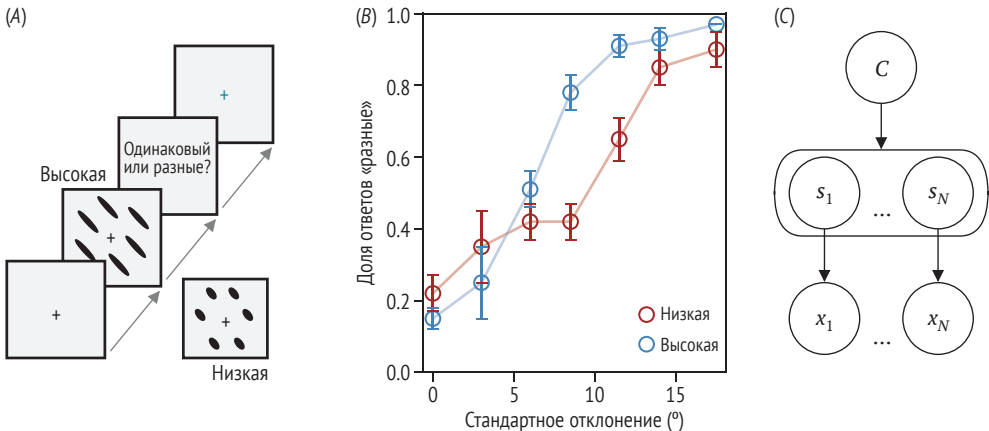 (A)
Высокая
Одинаковый
или разные?
Низкая
(B)
Доля ответов «разные»
1.0
0.8
0.6
0.4
0.2
0.0
0
5
10
15
Стандартное отклонение (º)
Низкая
Высокая
(C)
C
s1
...
sN
x1
...
xN